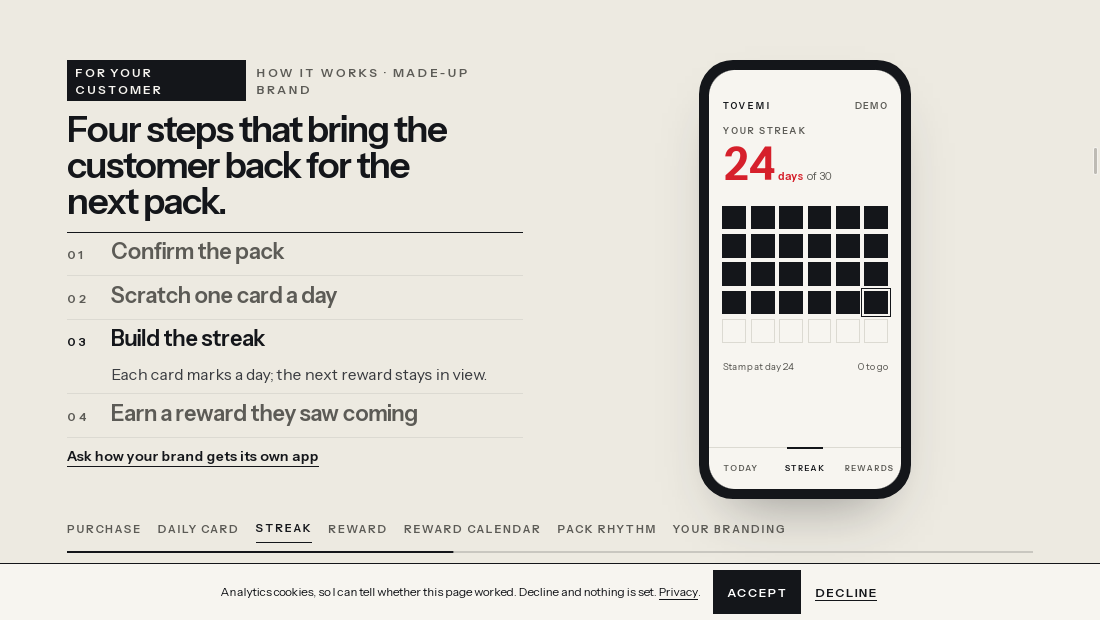 FOR YOUR
CUSTOMER
HOW IT WORKS · MADE-UP
BRAND
Four steps that bring the
customer back for the
next pack.
01 Confirm the pack
02 Scratch one card a day
03 Build the streak
Each card marks a day; the next reward stays in view.
04 Earn a reward they saw coming
Ask how your brand gets its own app
TOVEMI DEMO
YOUR STREAK
24 days of 30
Stamp at day 24 0 to go
TODAY STREAK REWARDS
PURCHASE DAILY CARD STREAK REWARD REWARD CALENDAR PACK RHYTHM YOUR BRANDING
Analytics cookies, so I can tell whether this page worked. Decline and nothing is set. Privacy. ACCEPT DECLINE